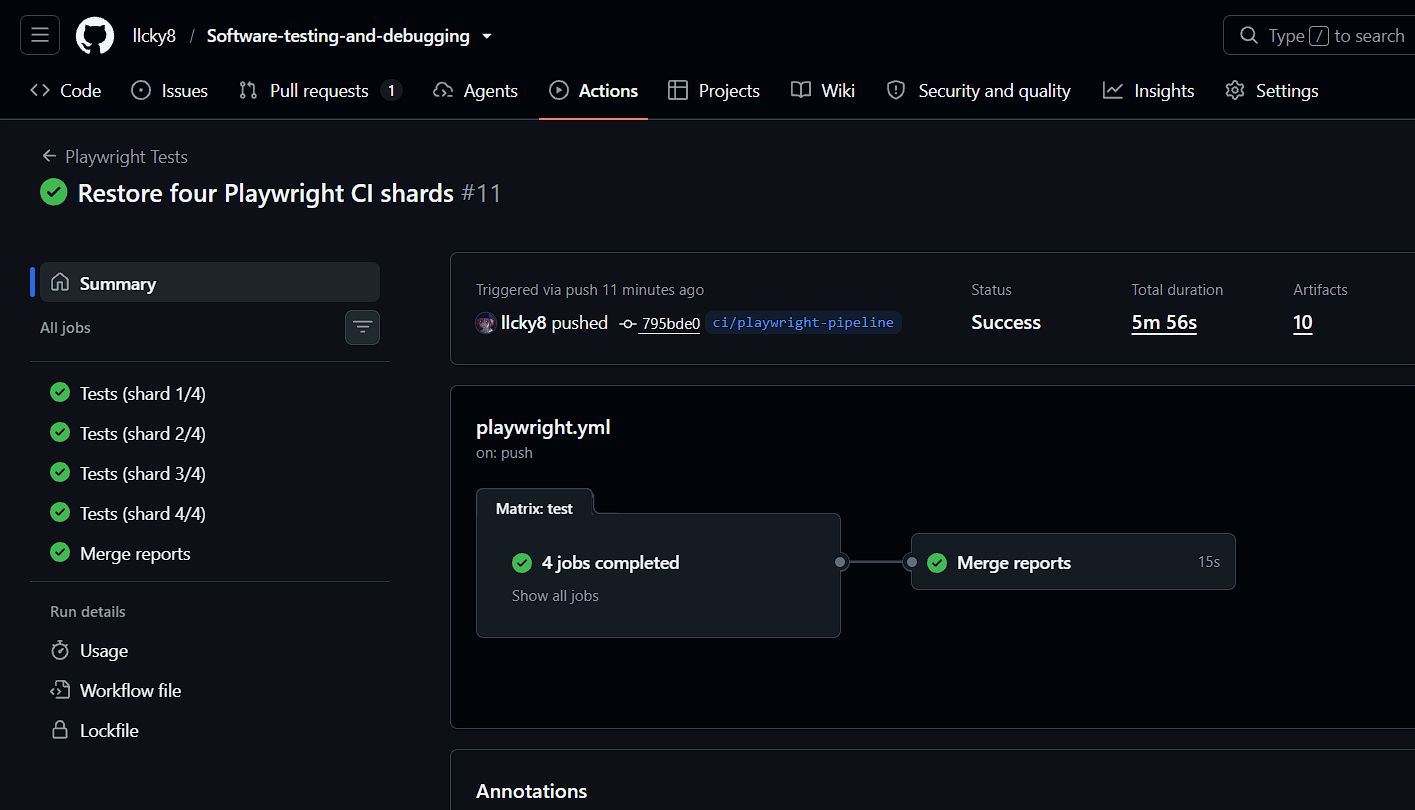 llcky8 / Software-testing-and-debugging
Type / to search
Code Issues Pull requests 1 Agents Actions Projects Wiki Security and quality Insights Settings
Playwright Tests
Restore four Playwright CI shards #11
Summary
All jobs
Tests (shard 1/4)
Tests (shard 2/4)
Tests (shard 3/4)
Tests (shard 4/4)
Merge reports
Run details
Usage
Workflow file
Lockfile
Triggered via push 11 minutes ago
llcky8 pushed 795bde0 ci/playwright-pipeline
Status
Success
Total duration
5m 56s
Artifacts
10
playwright.yml
on: push
Matrix: test
4 jobs completed
Show all jobs
Merge reports 15s
Annotations